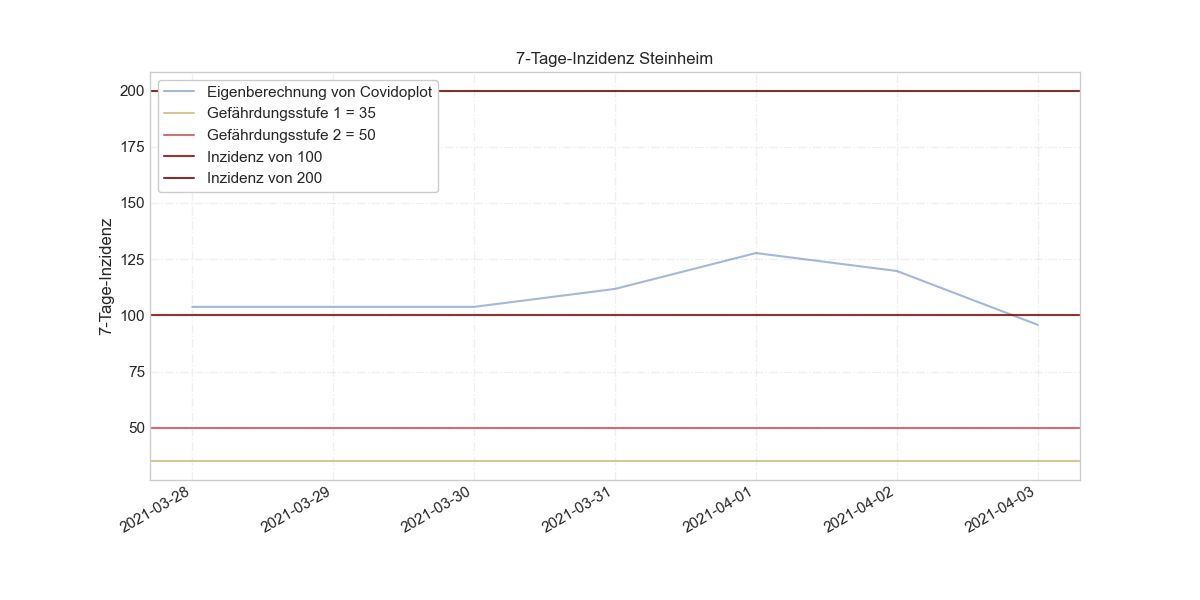 7-Tage-Inzidenz Steinheim
Eigenberechnung von Covidoplot
Gefährdungsstufe 1 = 35
Gefährdungsstufe 2 = 50
Inzidenz von 100
Inzidenz von 200
7-Tage-Inzidenz
200
175
150
125
100
75
50
2021-03-28
2021-03-29
2021-03-30
2021-03-31
2021-04-01
2021-04-02
2021-04-03